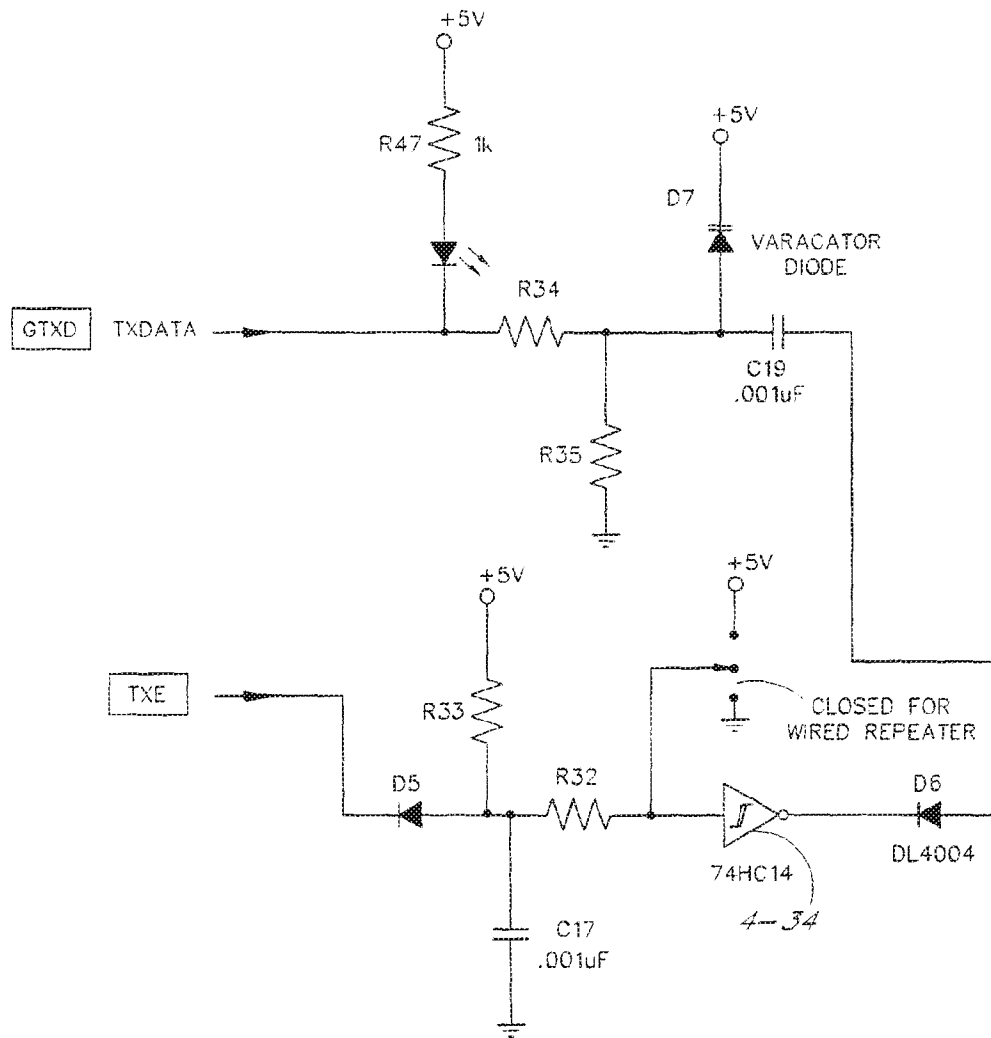 +5V
R47 1k
+5V
D7
VARACATOR
DIODE
R34
GTXD TXDATA
C19
.001uF
R35
+5V
+5V
TXE
R33
CLOSED FOR
WIRED REPEATER
D5
R32
D6
74HC14
DL4004
4-34
C17
.001uF